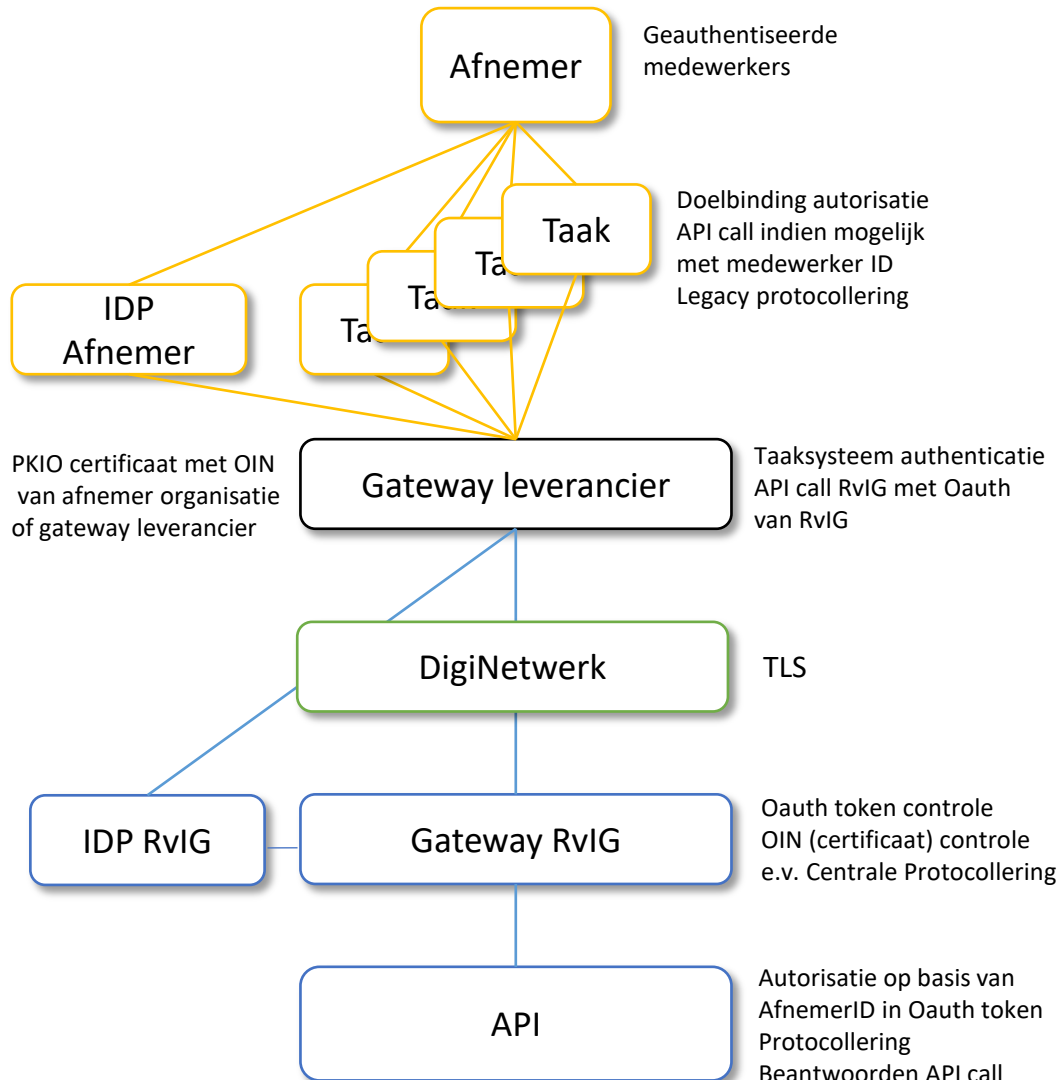 Afnemer
Geauthentiseerde
medewerkers
Taak
Ta
Ta
Ta
Doelbinding autorisatie
API call indien mogelijk
met medewerker ID
Legacy protocollering
IDP
Afnemer
PKIO certificaat met OIN
van afnemer organisatie
of gateway leverancier
Gateway leverancier
Taaksysteem authenticatie
API call RvIG met Oauth
van RvIG
DigiNetwerk
TLS
IDP RvIG
Gateway RvIG
Oauth token controle
OIN (certificaat) controle
e.v. Centrale Protocollering
API
Autorisatie op basis van
AfnemerID in Oauth token
Protocollering
Beantwoorden API call